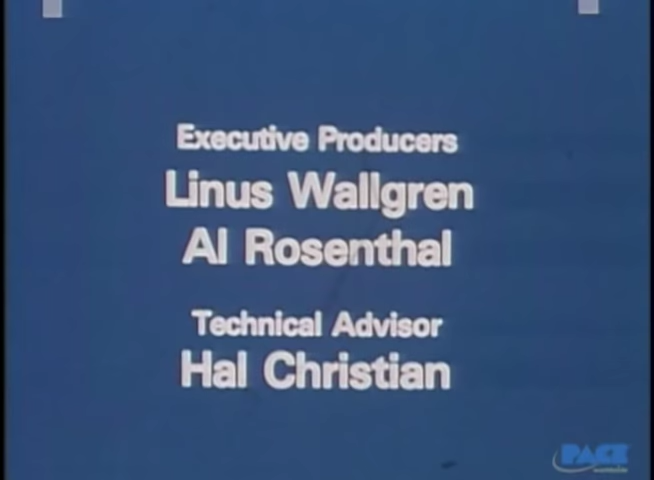 Executive Producers
Linus Wallgren
Al Rosenthal
Technical Advisor
Hal Christian
PACE